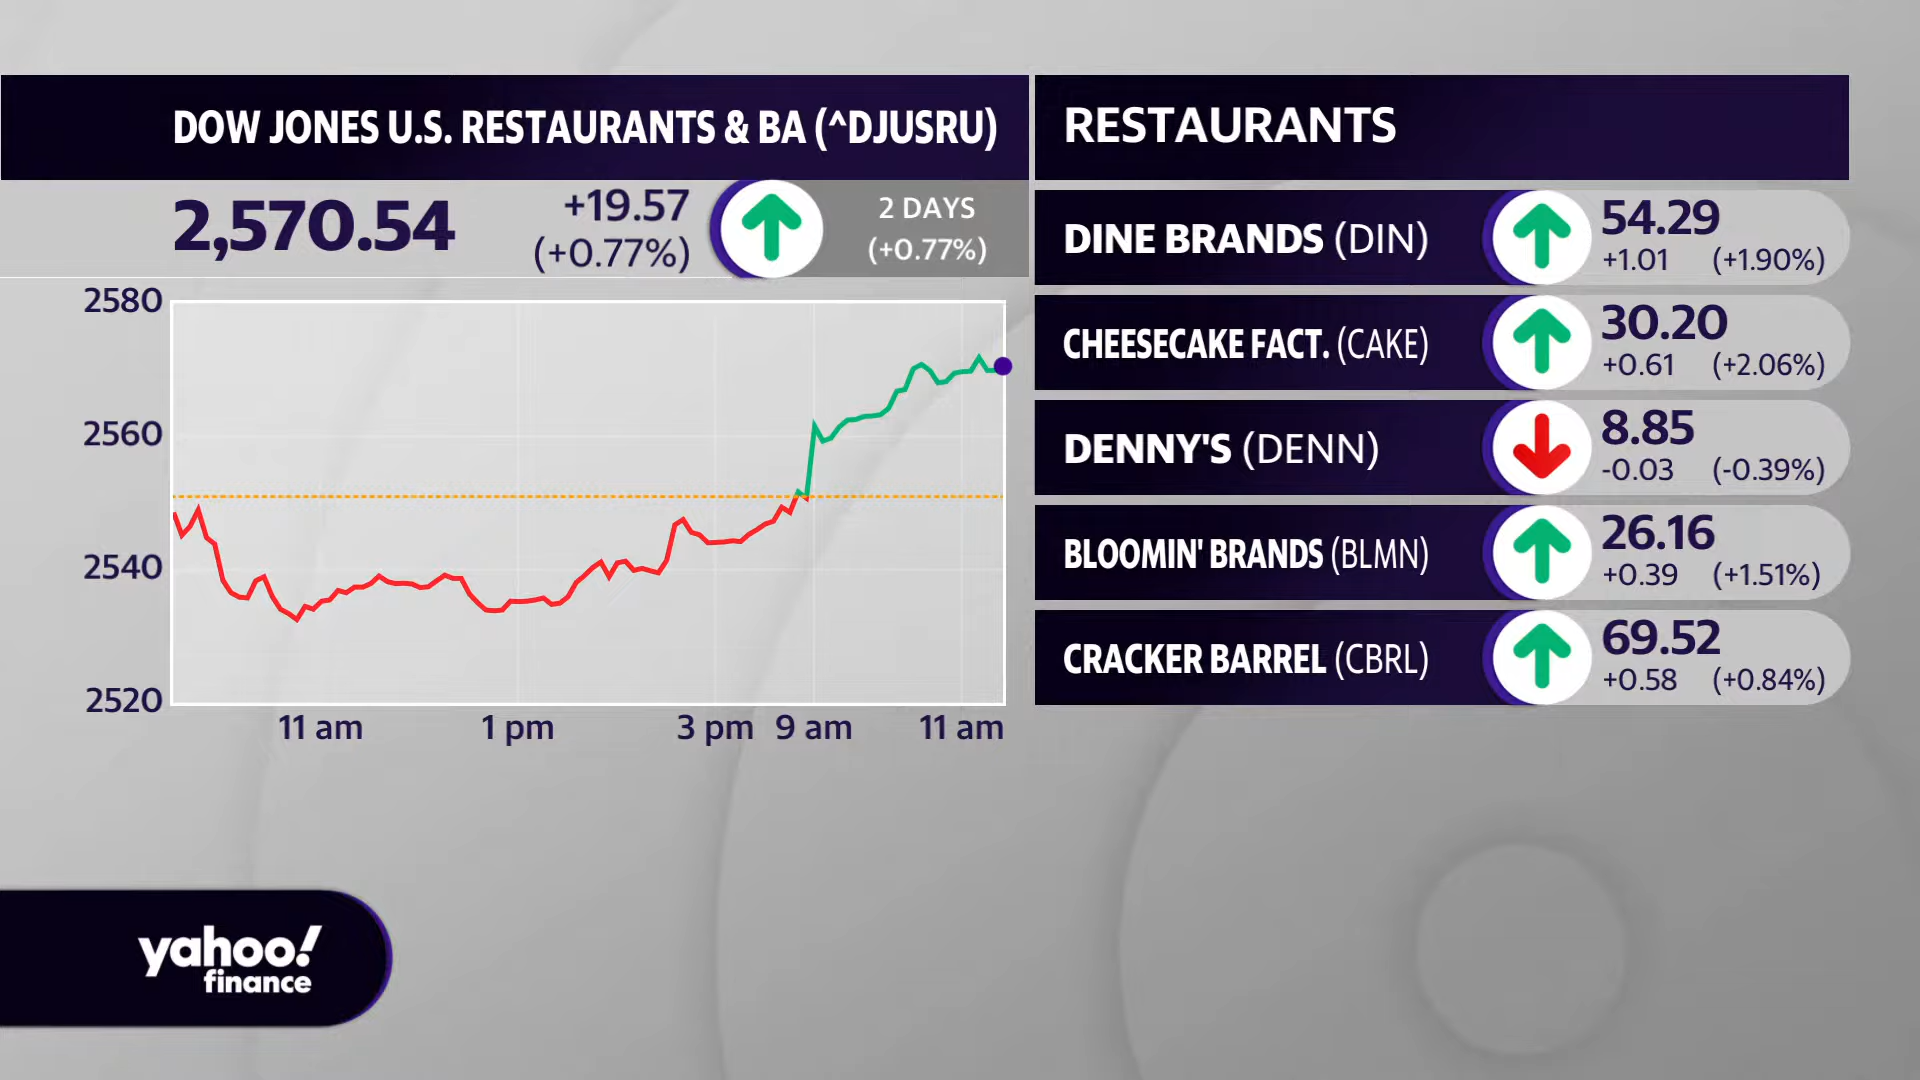 DOW JONES U.S. RESTAURANTS & BA (^DJUSRU)
2,570.54
+19.57
(+0.77%)
2 DAYS
(+0.77%)
2580
2560
2540
2520
11 am 1 pm 3 pm 9 am 11 am
RESTAURANTS
DINE BRANDS (DIN)
54.29
+1.01 (+1.90%)
CHEESECAKE FACT. (CAKE)
30.20
+0.61 (+2.06%)
DENNY'S (DENN)
8.85
-0.03 (-0.39%)
BLOOMIN' BRANDS (BLMN)
26.16
+0.39 (+1.51%)
CRACKER BARREL (CBRL)
69.52
+0.58 (+0.84%)
yahoo!
finance